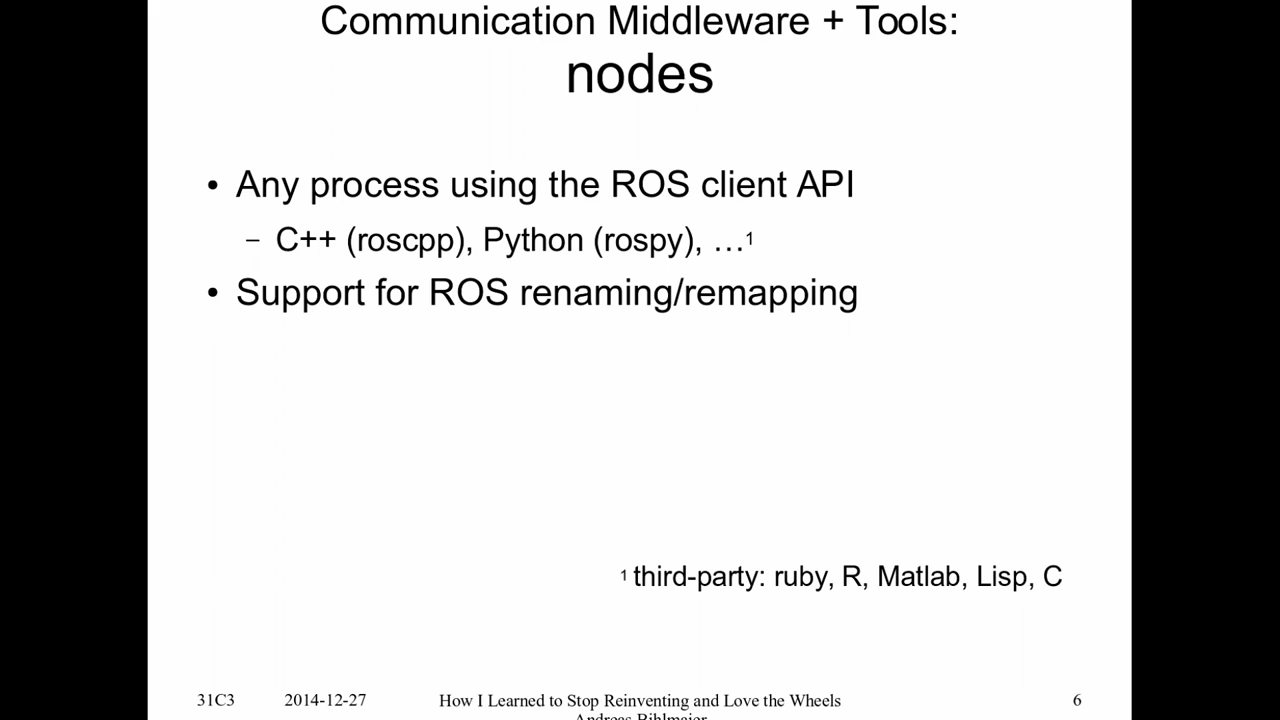 Communication Middleware + Tools:
nodes
• Any process using the ROS client API
– C++ (roscpp), Python (rospy), …¹
• Support for ROS renaming/remapping
¹ third-party: ruby, R, Matlab, Lisp, C
31C3 2014-12-27 How I Learned to Stop Reinventing and Love the Wheels 6
Andreas Bihlmaier